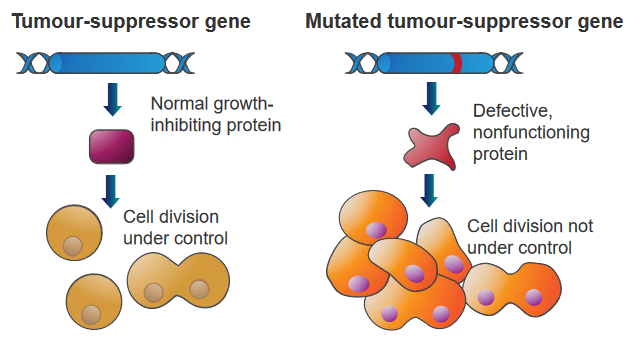 Tumour-suppressor gene
Normal growth-
inhibiting protein
Cell division
under control
Mutated tumour-suppressor gene
Defective,
nonfunctioning
protein
Cell division not
under control